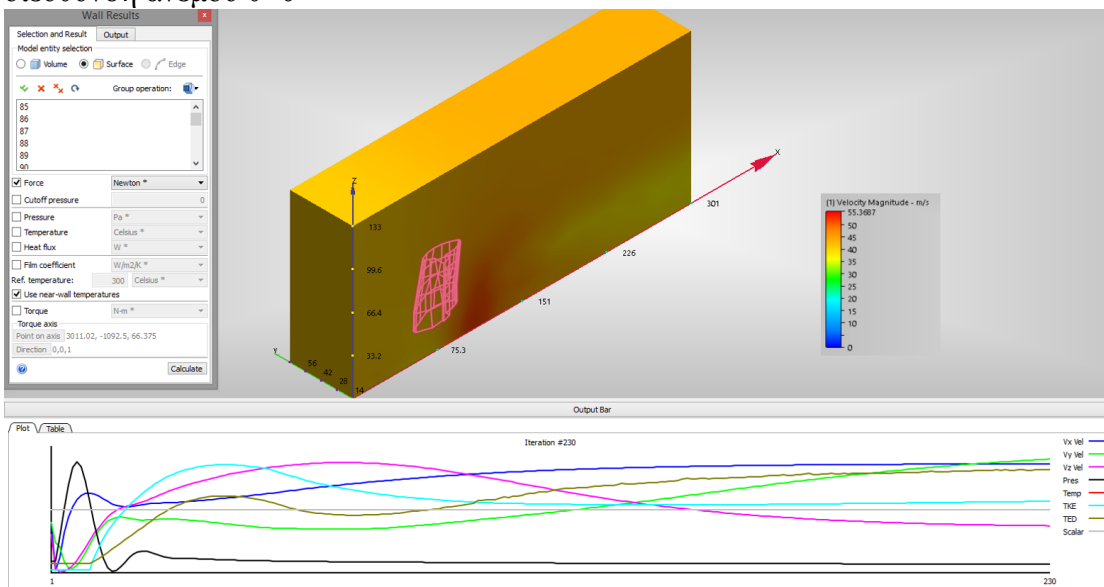 Wall Results
x
Selection and Result
Output
Model entity selection
Volume
Surface
Edge
Group operation:
85
86
87
88
89
90
Force
Newton *
Cutoff pressure
0
Pressure
Pa *
Temperature
Celsius *
Heat flux
W *
Film coefficient
W/m2/K *
Ref. temperature:
300
Celsius *
Use near-wall temperatures
Torque
N-m *
Torque axis
Point on axis
3011.02, -1092.5, 66.375
Direction
0,0,1
Calculate
Z
133
99.6
66.4
33.2
Y
56
42
28
14
75.3
151
226
301
X
(1) Velocity Magnitude - m/s
55.3687
50
45
40
35
30
25
20
15
10
0
Output Bar
Plot
Table
Iteration #230
Vx Vel
Vy Vel
Vz Vel
Pres
Temp
TKE
TED
Scalar
1
230